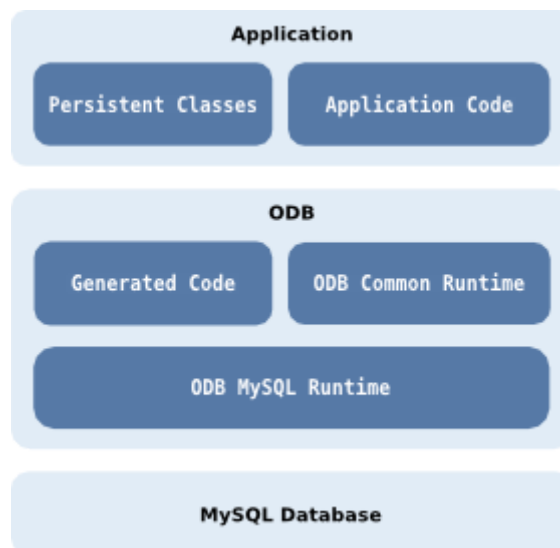 Application
Persistent Classes
Application Code
ODB
Generated Code
ODB Common Runtime
ODB MySQL Runtime
MySQL Database